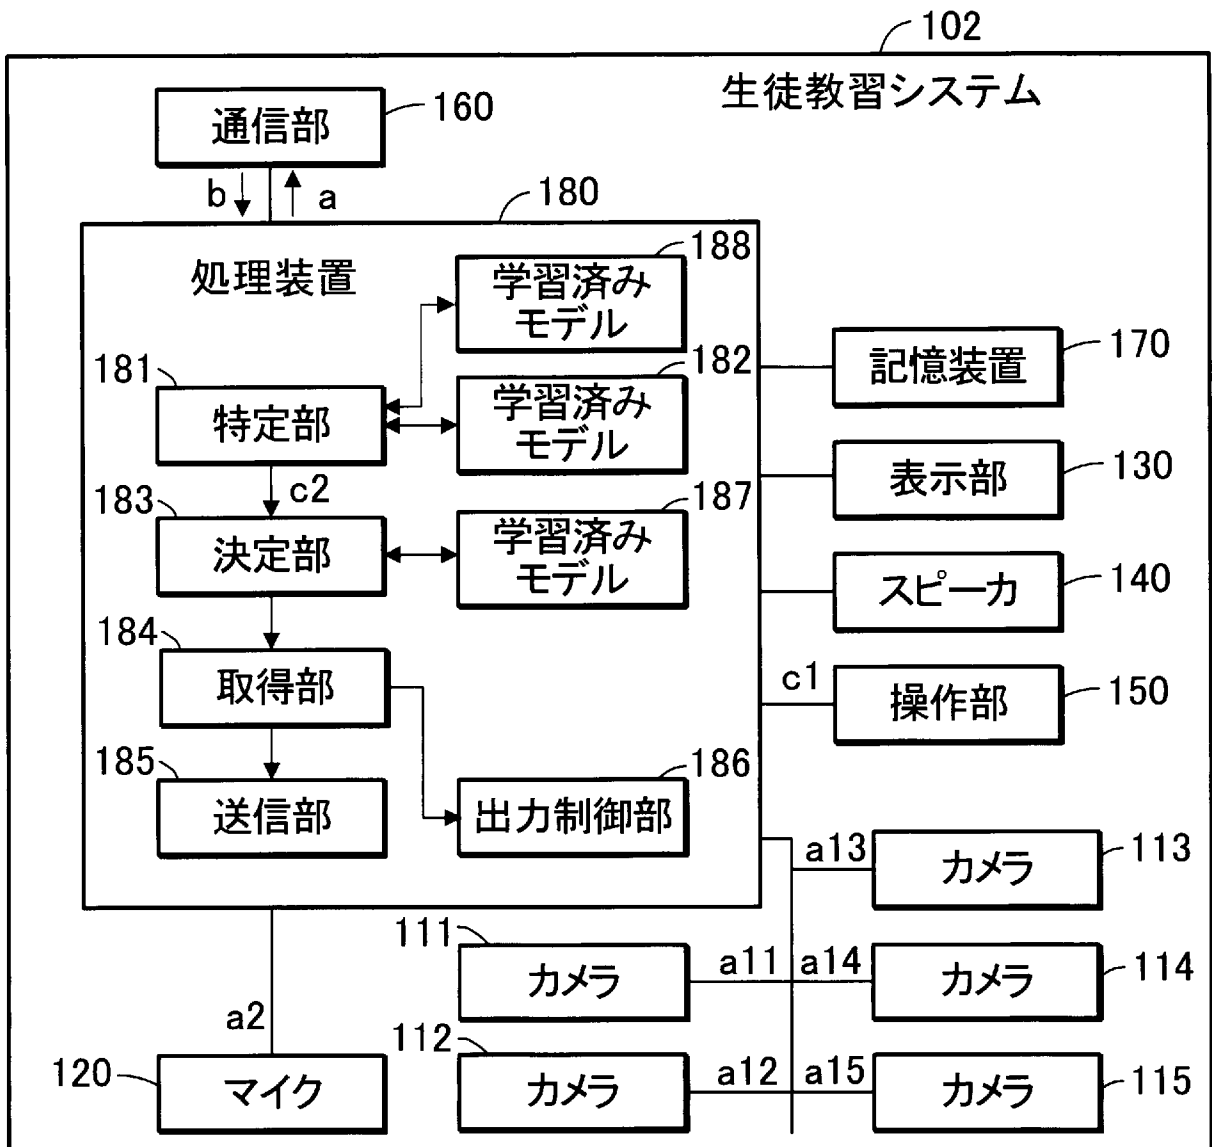 102
生徒教習システム
通信部
160
b
a
180
処理装置
188
学習済み
モデル
181
特定部
182
学習済み
モデル
c2
183
決定部
187
学習済み
モデル
184
取得部
185
送信部
186
出力制御部
170
記憶装置
130
表示部
140
スピーカ
c1
150
操作部
a13
113
カメラ
111
カメラ
a11
a14
114
カメラ
a2
112
カメラ
a12
a15
115
カメラ
120
マイク